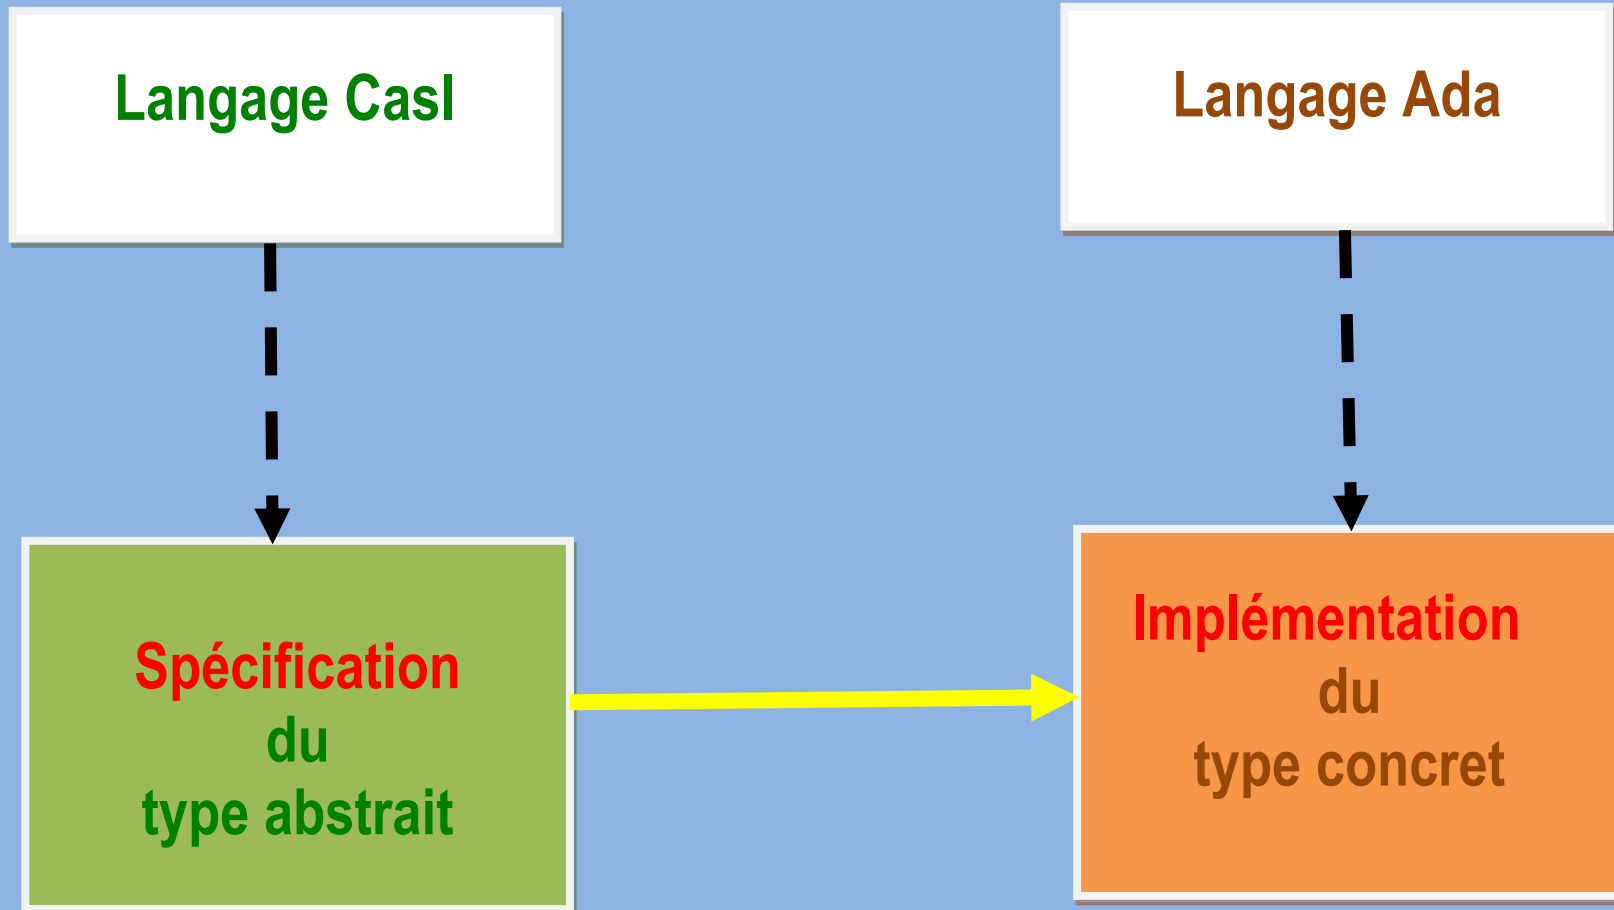 Langage Casl
Langage Ada
Spécification
du
type abstrait
Implémentation
du
type concret